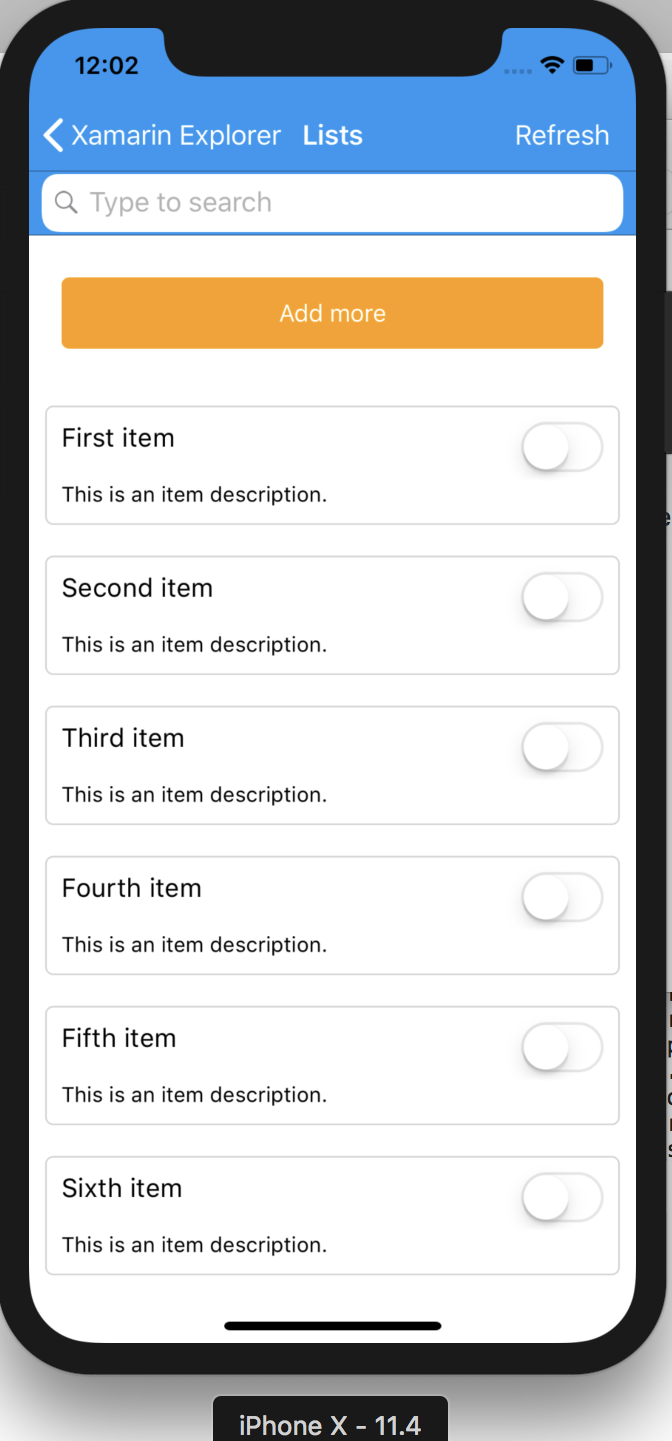 12:02
Xamarin Explorer Lists Refresh
Type to search
Add more
First item
This is an item description.
Second item
This is an item description.
Third item
This is an item description.
Fourth item
This is an item description.
Fifth item
This is an item description.
Sixth item
This is an item description.
iPhone X - 11.4